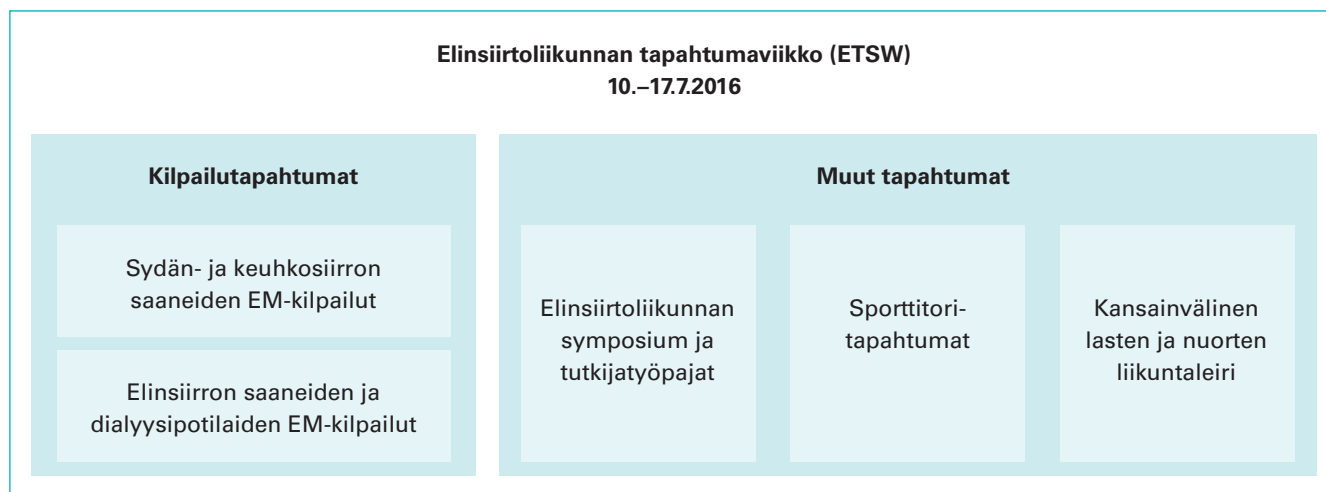 Elinsiirtoliikunnan tapahtumaviikko (ETSW)
10.–17.7.2016
Kilpailutapahtumat
Sydän- ja keuhkosiirron
saaneiden EM-kilpailut
Elinsiirron saaneiden ja
dialyysipotilaiden EM-kilpailut
Muut tapahtumat
Elinsiirtoliikunnan
symposium ja
tutkijatyöpajat
Sporttitori-
tapahtumat
Kansainvälinen
lasten ja nuorten
liikuntaleiri